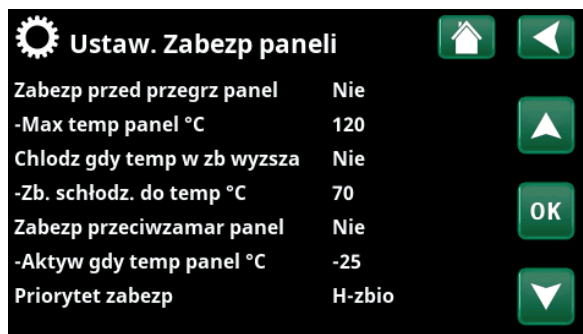 Ustaw. Zabezp paneli
Zabezp przed przegrz panel Nie
-Max temp panel °C 120
Chlodz gdy temp w zb wyzsza Nie
-Zb. schłodz. do temp °C 70
Zabezp przeciwzamar panel Nie
-Aktyw gdy temp panel °C -25
Priorytet zabezp H-zbio
OK